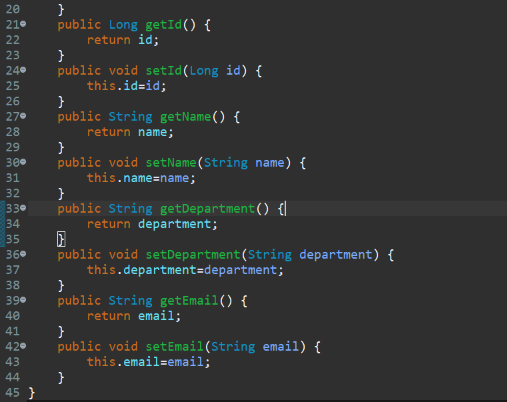 20     }
21     public Long getId() {
22         return id;
23     }
24     public void setId(Long id) {
25         this.id=id;
26     }
27     public String getName() {
28         return name;
29     }
30     public void setName(String name) {
31         this.name=name;
32     }
33     public String getDepartment() {
34         return department;
35     }
36     public void setDepartment(String department) {
37         this.department=department;
38     }
39     public String getEmail() {
40         return email;
41     }
42     public void setEmail(String email) {
43         this.email=email;
44     }
45 }